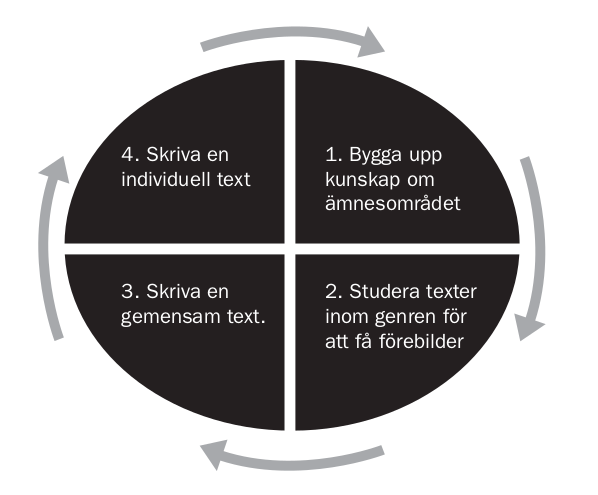 1. Bygga upp
kunskap om
ämnesområdet
2. Studera texter
inom genren för
att få förebilder
3. Skriva en
gemensam text.
4. Skriva en
individuell text